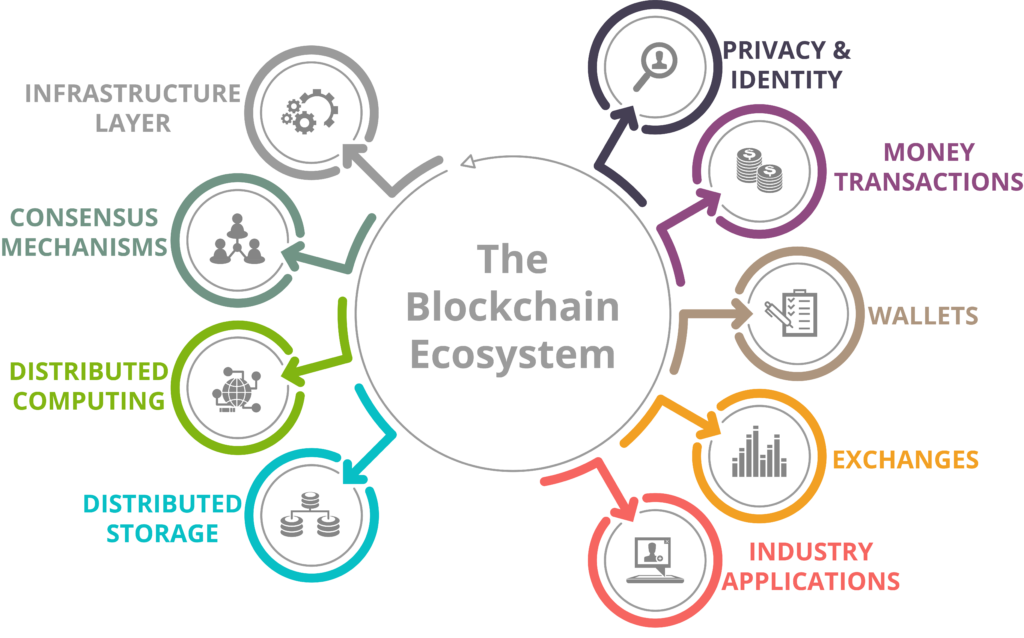 The
Blockchain
Ecosystem
INFRASTRUCTURE
LAYER
CONSENSUS
MECHANISMS
DISTRIBUTED
COMPUTING
DISTRIBUTED
STORAGE
PRIVACY &
IDENTITY
MONEY
TRANSACTIONS
$
$
WALLETS
EXCHANGES
INDUSTRY
APPLICATIONS